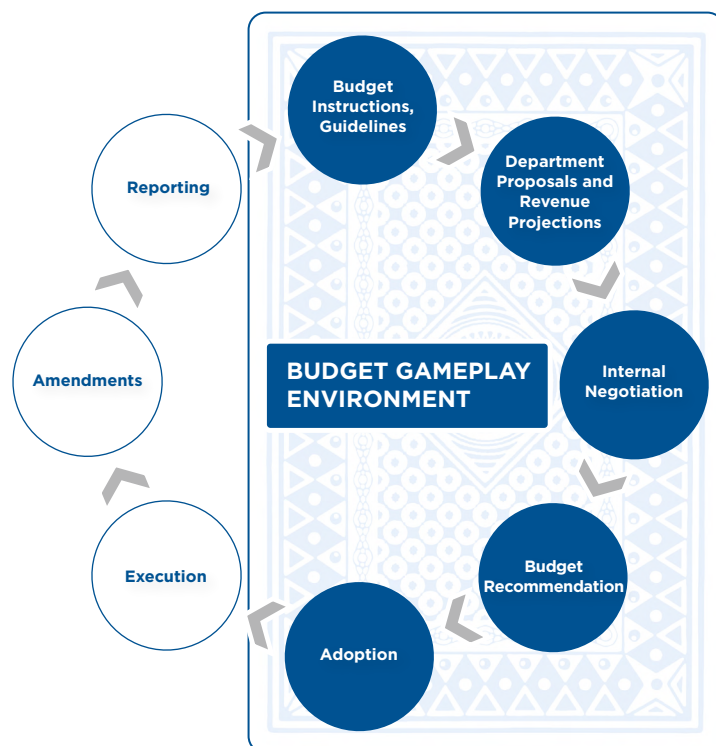 Budget
Instructions,
Guidelines
Department
Proposals and
Revenue
Projections
Internal
Negotiation
Budget
Recommendation
Adoption
Execution
Amendments
Reporting
BUDGET GAMEPLAY
ENVIRONMENT